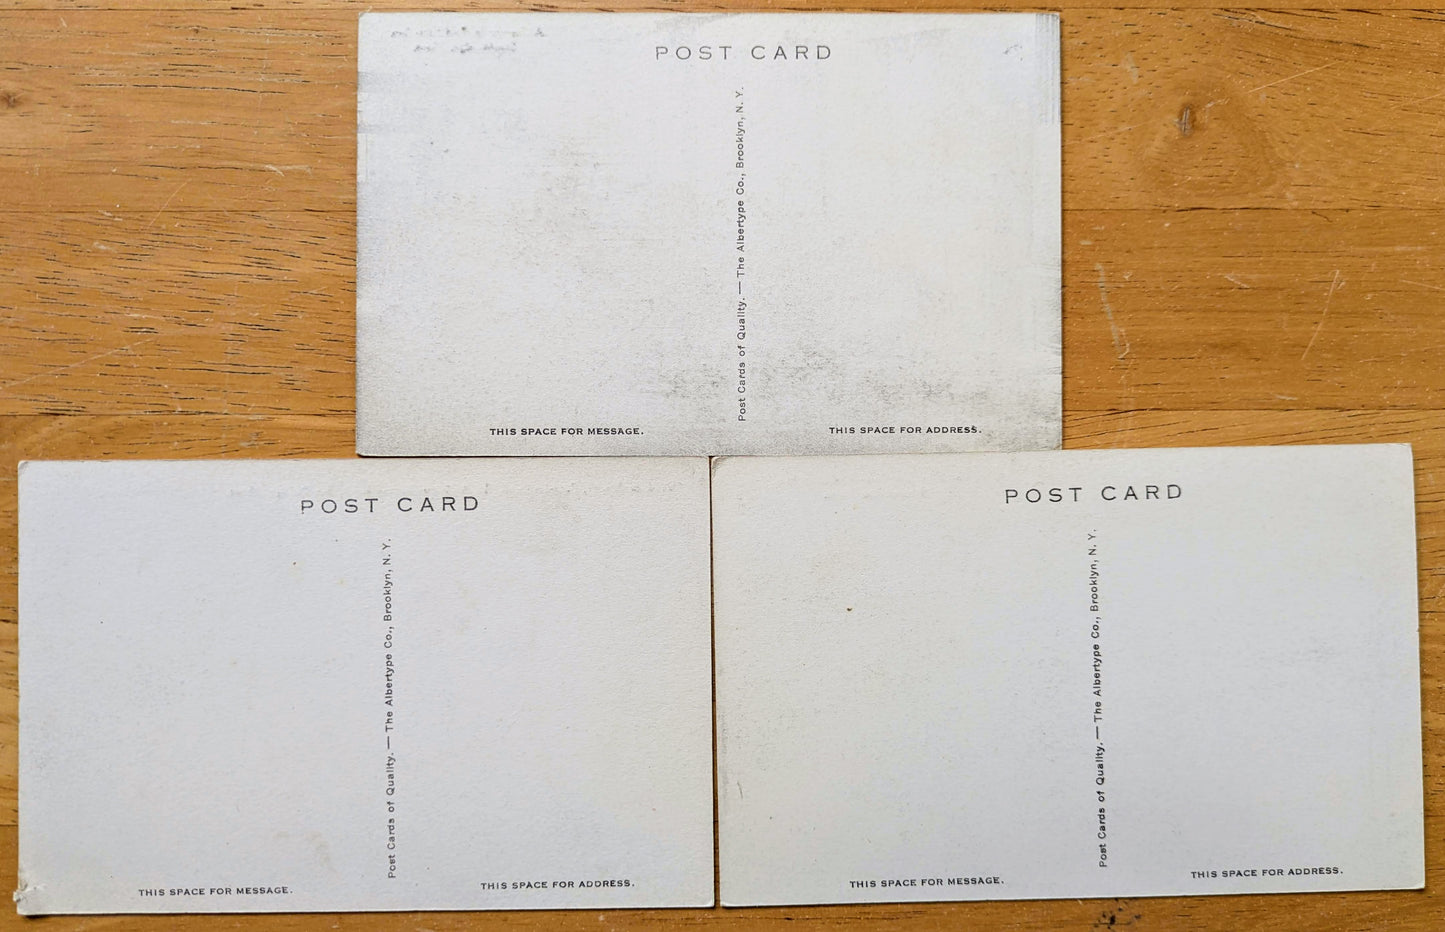 POST CARD
Post Cards of Quality. — The Albertype Co., Brooklyn, N. Y.
THIS SPACE FOR MESSAGE.
THIS SPACE FOR ADDRESS.
POST CARD
Post Cards of Quality. — The Albertype Co., Brooklyn, N. Y.
THIS SPACE FOR MESSAGE.
THIS SPACE FOR ADDRESS.
POST CARD
Post Cards of Quality. — The Albertype Co., Brooklyn, N. Y.
THIS SPACE FOR MESSAGE.
THIS SPACE FOR ADDRESS.